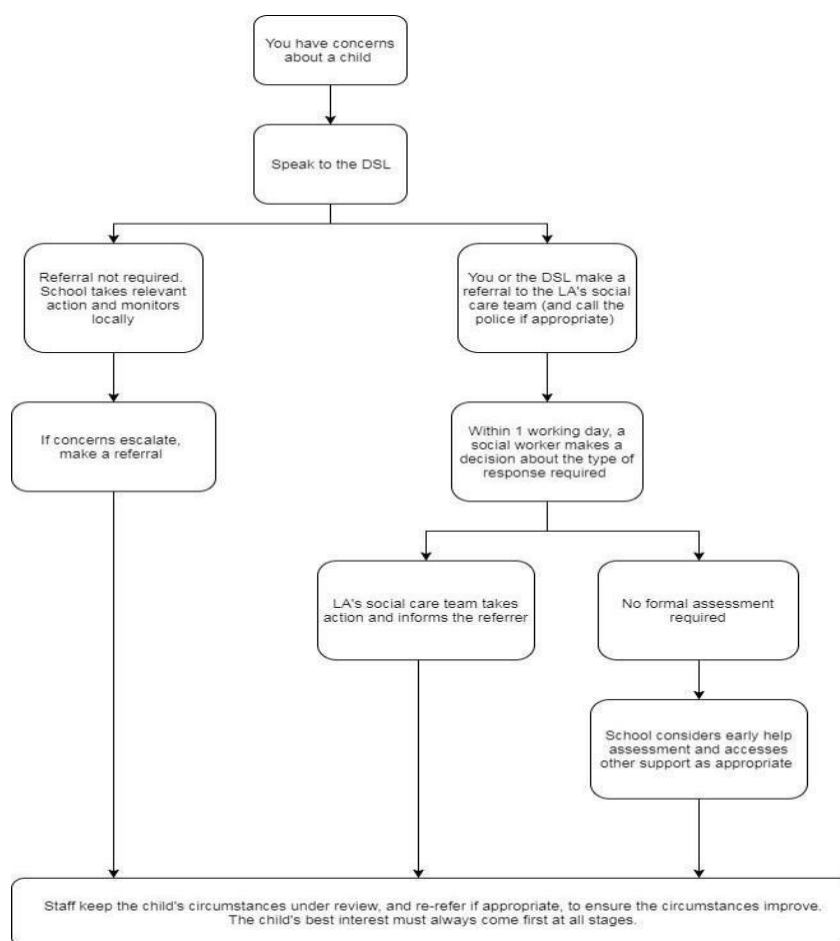 You have concerns
about a child
Speak to the DSL
Referral not required.
School takes relevant
action and monitors
locally
You or the DSL make a
referral to the LA's social
care team (and call the
police if appropriate)
If concerns escalate,
make a referral
Within 1 working day, a
social worker makes a
decision about the type of
response required
LA's social care team takes
action and informs the referrer
No formal assessment
required
School considers early help
assessment and accesses
other support as appropriate
Staff keep the child's circumstances under review, and re-refer if appropriate, to ensure the circumstances improve.
The child's best interest must always come first at all stages.